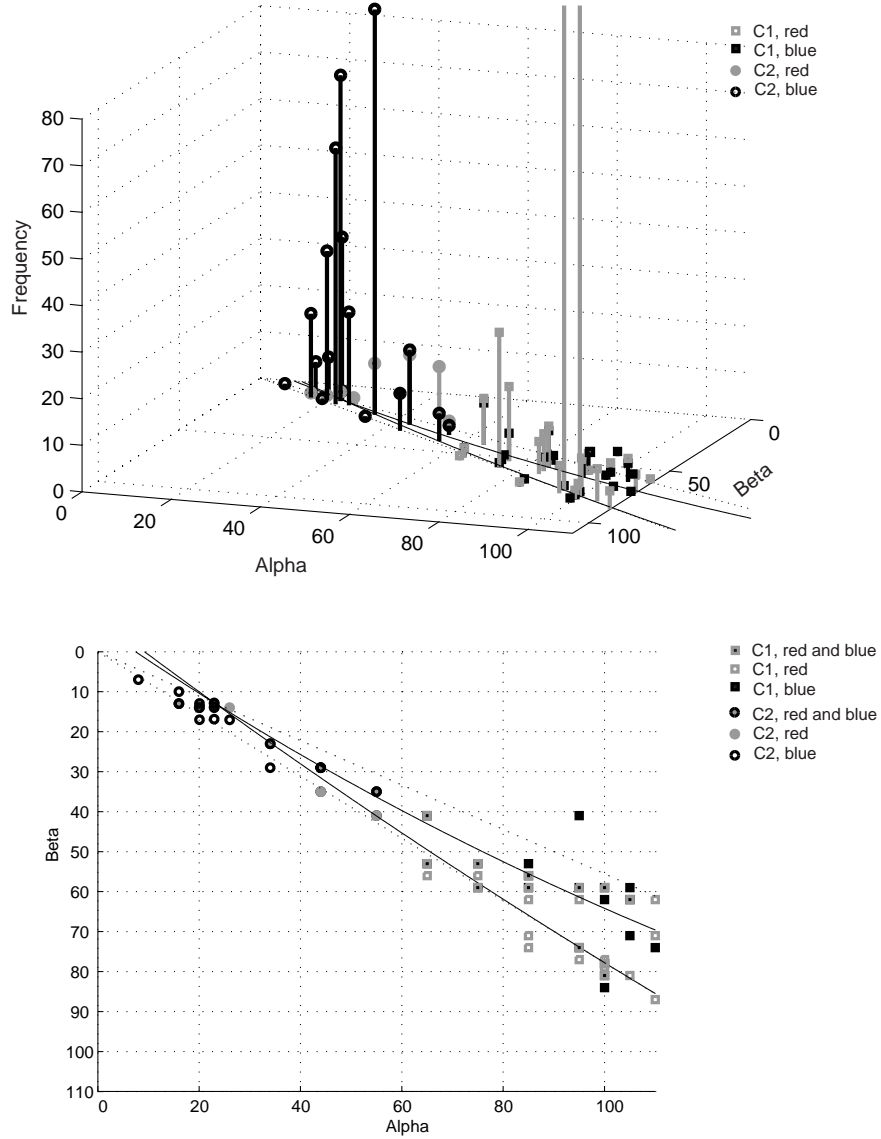 C1, red
C1, blue
C2, red
C2, blue
80
70
60
50
40
30
20
10
0
Frequency
0
20
40
60
80
100
Alpha
0
50
100
Beta
C1, red and blue
C1, red
C1, blue
C2, red and blue
C2, red
C2, blue
0
10
20
30
40
50
60
70
80
90
100
110
Beta
0
20
40
60
80
100
Alpha